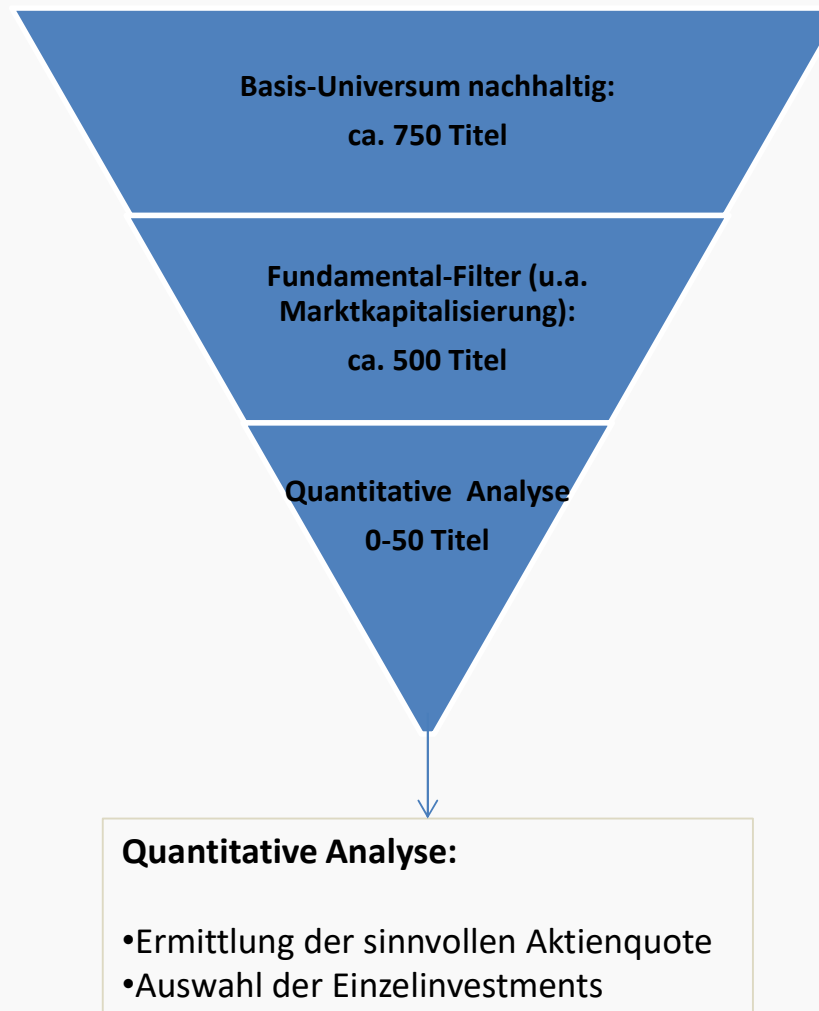 Basis-Universum nachhaltig:
ca. 750 Titel
Fundamental-Filter (u.a.
Marktkapitalisierung):
ca. 500 Titel
Quantitative Analyse
0-50 Titel
Quantitative Analyse:
•Ermittlung der sinnvollen Aktienquote
•Auswahl der Einzelinvestments